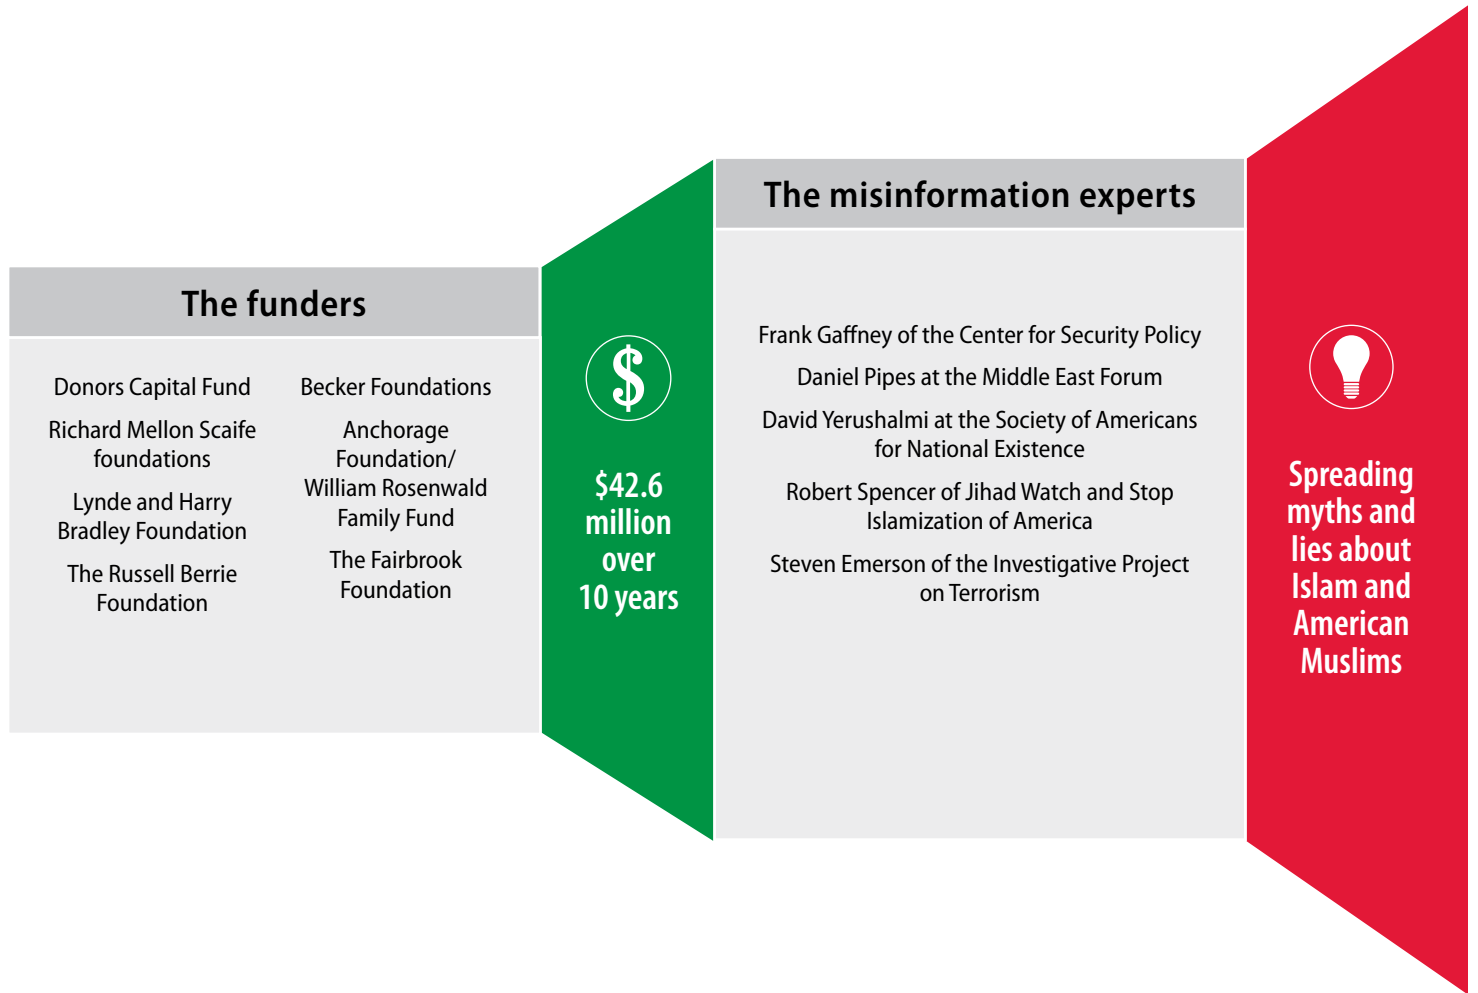 The funders
Donors Capital Fund
Richard Mellon Scaife
foundations
Lynde and Harry
Bradley Foundation
The Russell Berrie
Foundation
Becker Foundations
Anchorage
Foundation/
William Rosenwald
Family Fund
The Fairbrook
Foundation
$
$42.6
million
over
10 years
The misinformation experts
Frank Gaffney of the Center for Security Policy
Daniel Pipes at the Middle East Forum
David Yerushalmi at the Society of Americans
for National Existence
Robert Spencer of Jihad Watch and Stop
Islamization of America
Steven Emerson of the Investigative Project
on Terrorism
Spreading
myths and
lies about
Islam and
American
Muslims